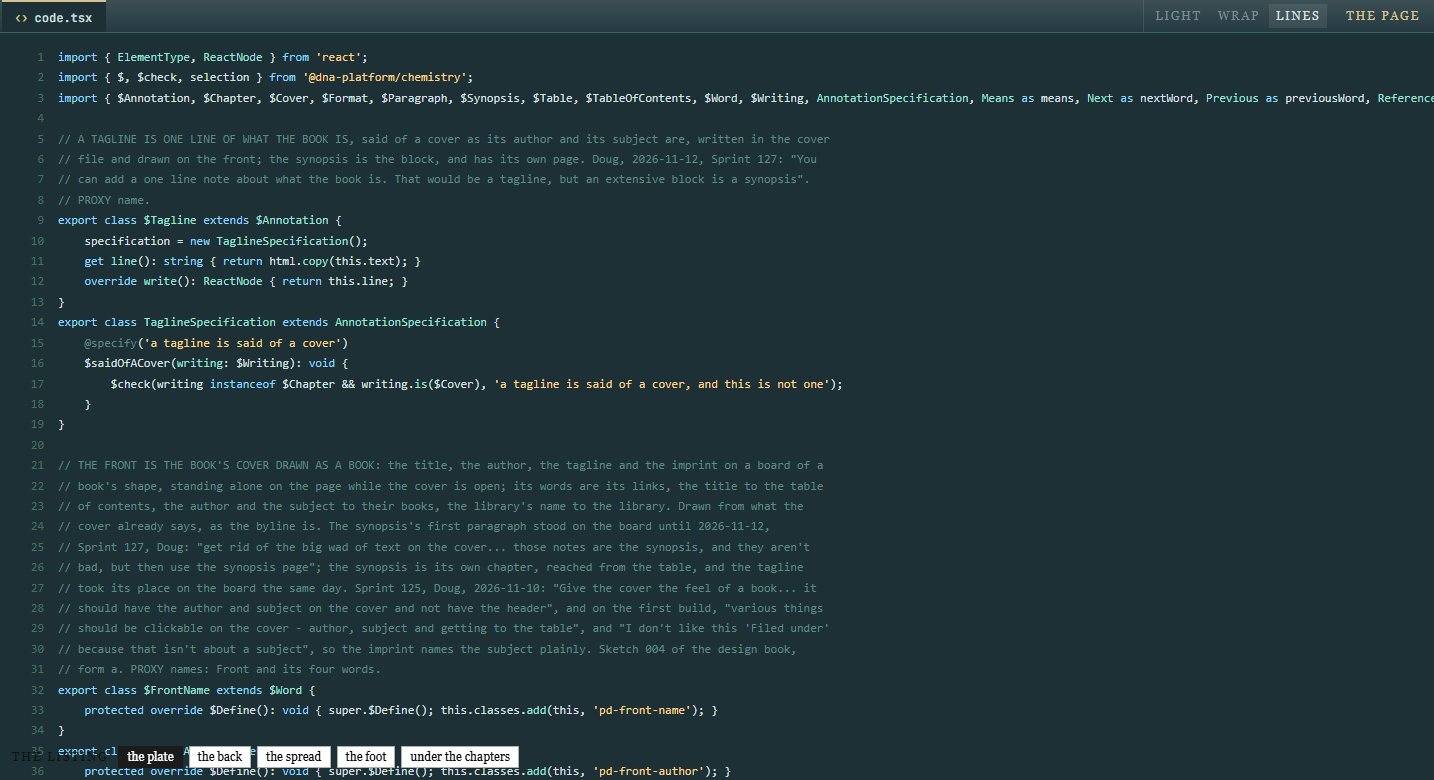 <> code.tsx
LIGHT WRAP LINES THE PAGE
1 import { ElementType, ReactNode } from 'react';
2 import { $, $check, selection } from '@dna-platform/chemistry';
3 import { $Annotation, $Chapter, $Cover, $Format, $Paragraph, $Synopsis, $Table, $TableOfContents, $Word, $Writing, AnnotationSpecification, Means as means, Next as nextWord, Previous as previousWord, Reference
4
5 // A TAGLINE IS ONE LINE OF WHAT THE BOOK IS, said of a cover as its author and its subject are, written in the cover
6 // file and drawn on the front; the synopsis is the block, and has its own page. Doug, 2026-11-12, Sprint 127: "You
7 // can add a one line note about what the book is. That would be a tagline, but an extensive block is a synopsis".
8 // PROXY name.
9 export class $Tagline extends $Annotation {
10 specification = new TaglineSpecification();
11 get line(): string { return html.copy(this.text); }
12 override write(): ReactNode { return this.line; }
13 }
14 export class TaglineSpecification extends AnnotationSpecification {
15 @specify('a tagline is said of a cover')
16 $saidOfACover(writing: $Writing): void {
17 $check(writing instanceof $Chapter && writing.is($Cover), 'a tagline is said of a cover, and this is not one');
18 }
19 }
20
21 // THE FRONT IS THE BOOK'S COVER DRAWN AS A BOOK: the title, the author, the tagline and the imprint on a board of a
22 // book's shape, standing alone on the page while the cover is open; its words are its links, the title to the table
23 // of contents, the author and the subject to their books, the library's name to the library. Drawn from what the
24 // cover already says, as the byline is. The synopsis's first paragraph stood on the board until 2026-11-12,
25 // Sprint 127, Doug: "get rid of the big wad of text on the cover... those notes are the synopsis, and they aren't
26 // bad, but then use the synopsis page"; the synopsis is its own chapter, reached from the table, and the tagline
27 // took its place on the board the same day. Sprint 125, Doug, 2026-11-10: "Give the cover the feel of a book... it
28 // should have the author and subject on the cover and not have the header", and on the first build, "various things
29 // should be clickable on the cover - author, subject and getting to the table", and "I don't like this 'Filed under'
30 // because that isn't about a subject", so the imprint names the subject plainly. Sketch 004 of the design book,
31 // form a. PROXY names: Front and its four words.
32 export class $FrontName extends $Word {
33 protected override $Define(): void { super.$Define(); this.classes.add(this, 'pd-front-name'); }
34 }
35 export cl
THE LISTING the plate the back the spread the foot under the chapters
36 protected override $Define(): void { super.$Define(); this.classes.add(this, 'pd-front-author'); }